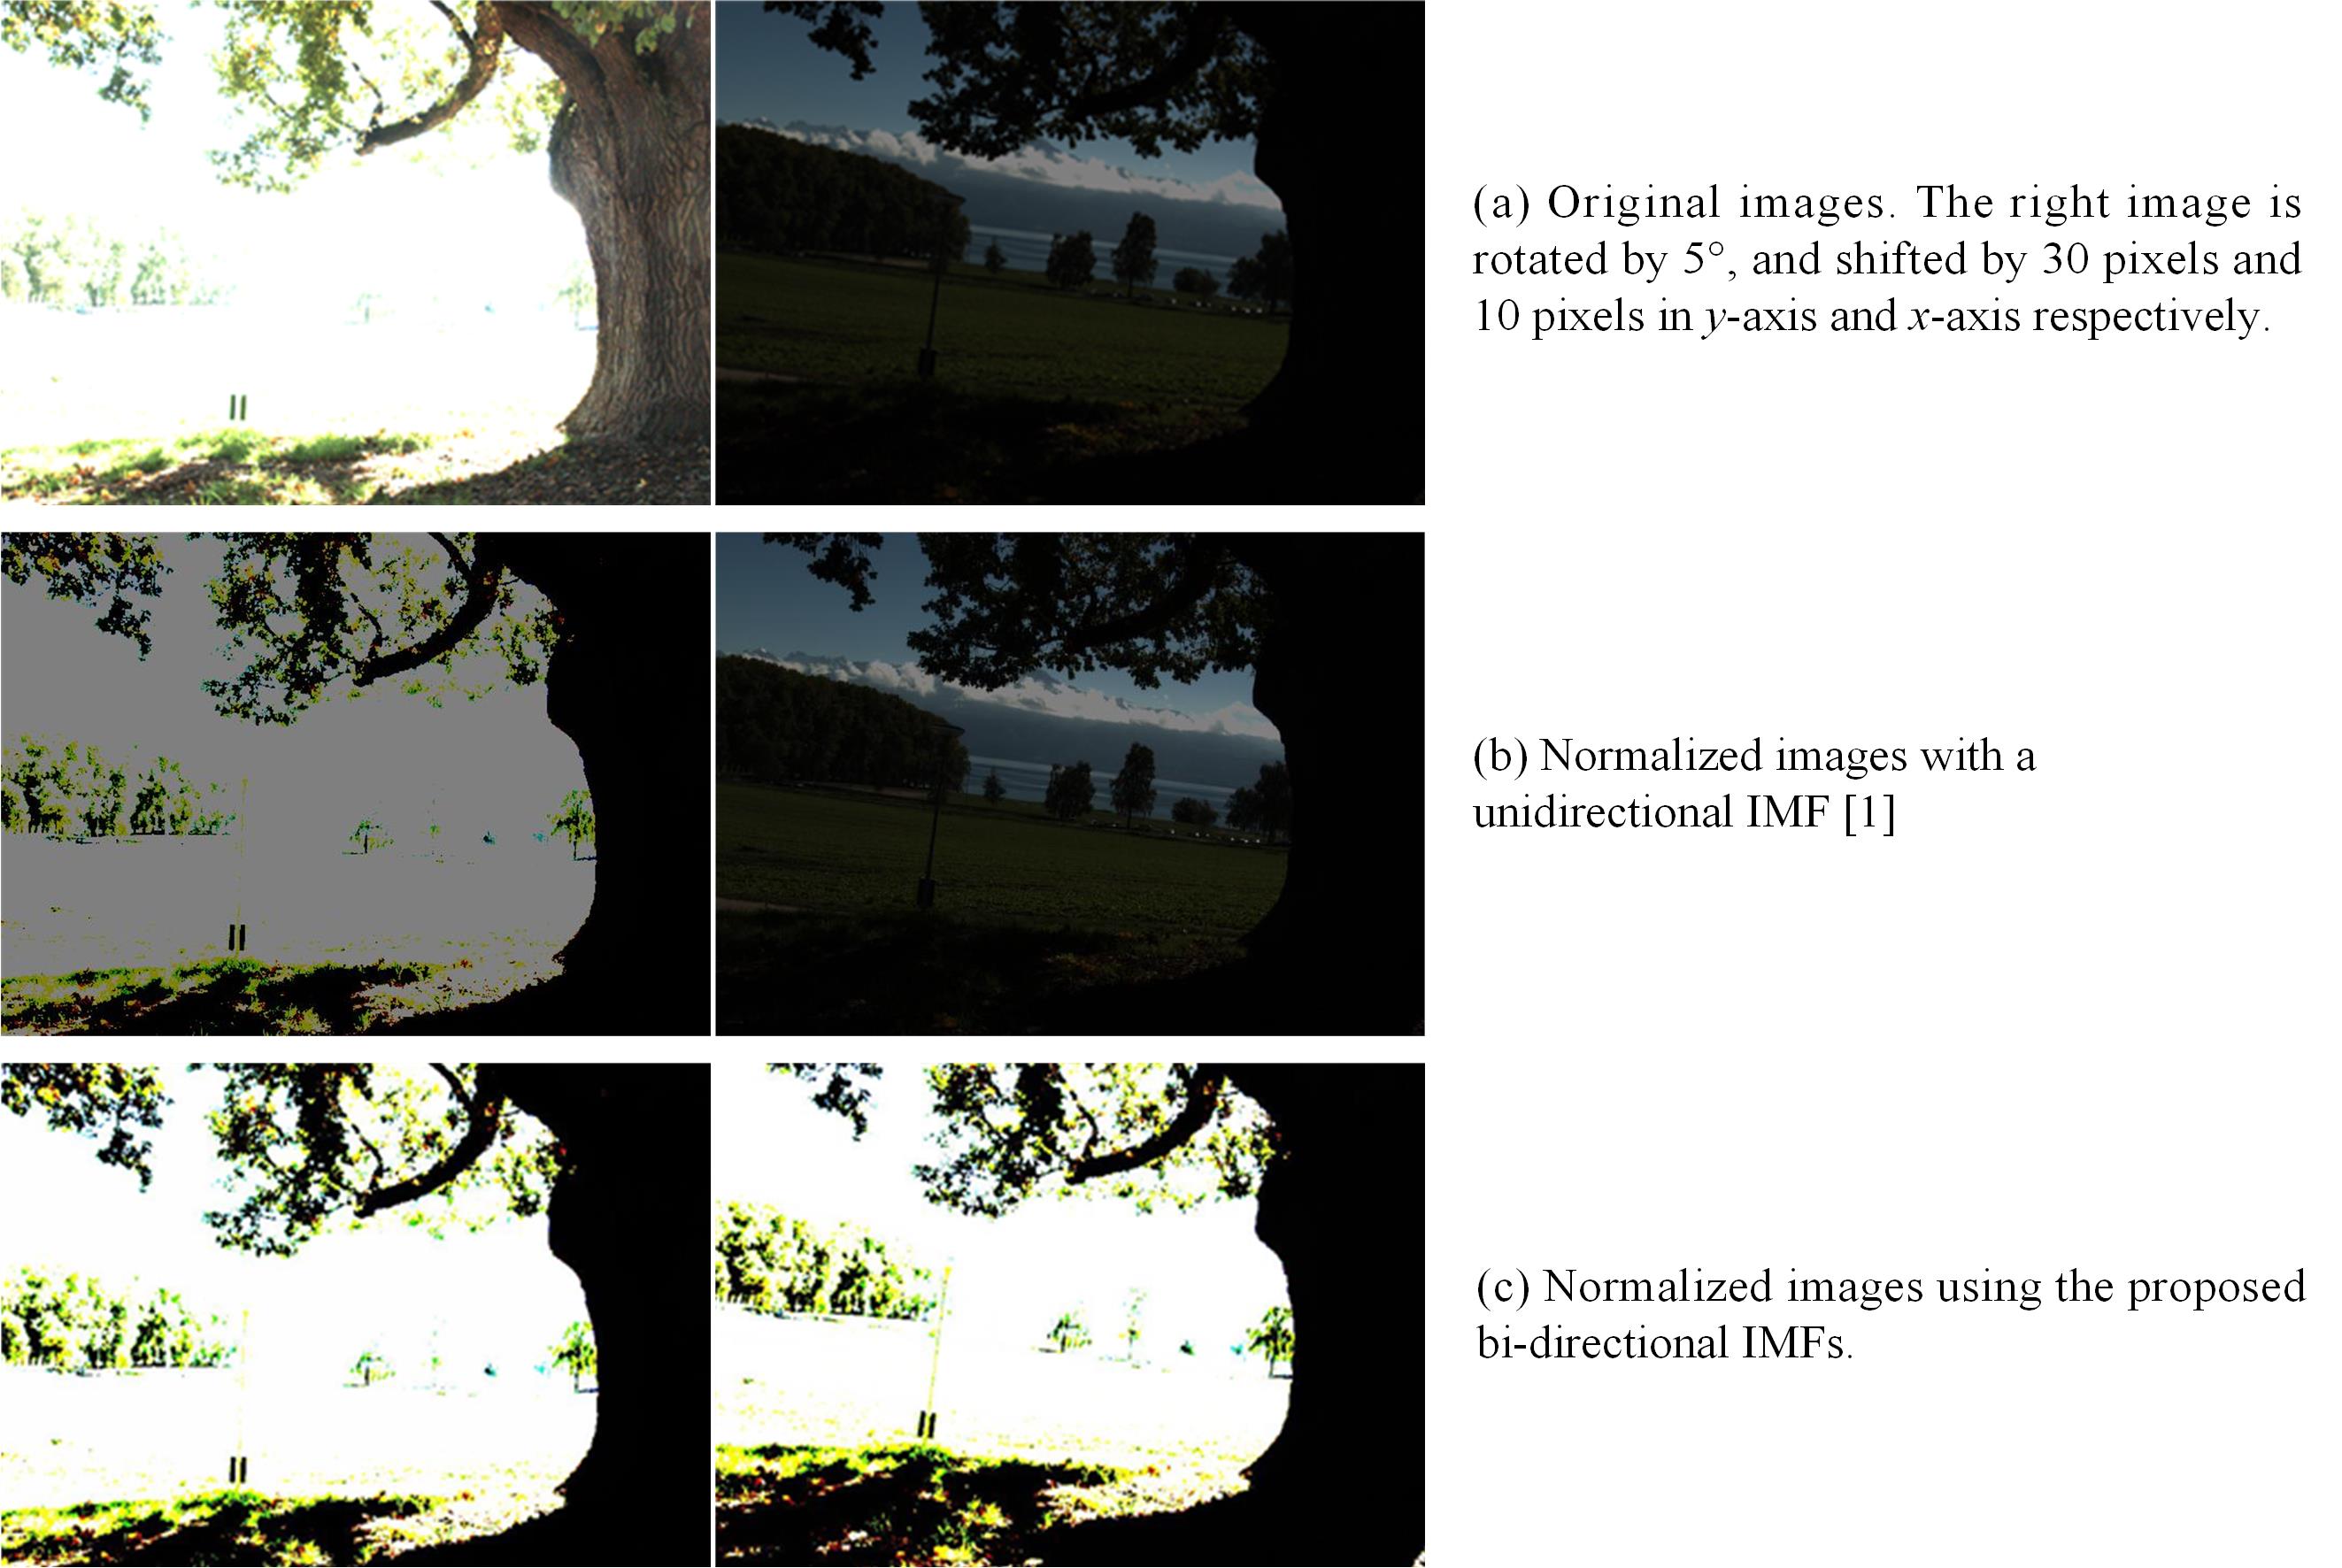 (a) Original images. The right image is
rotated by 5°, and shifted by 30 pixels and
10 pixels in y-axis and x-axis respectively.
(b) Normalized images with a
unidirectional IMF [1]
(c) Normalized images using the proposed
bi-directional IMFs.